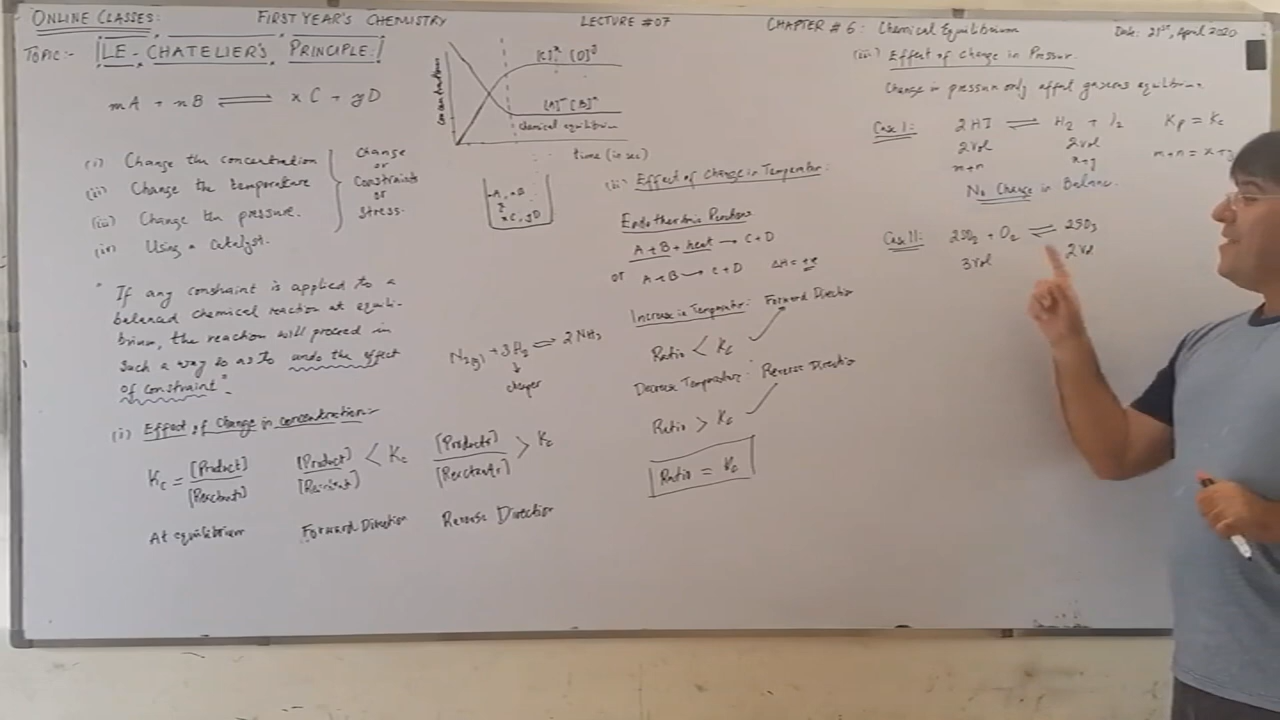 ONLINE CLASSES: FIRST YEAR'S CHEMISTRY LECTURE #07 CHAPTER # 6: Chemical Equilibrium Date: 21st, April 2020
TOPIC:- LE-CHATELIER'S PRINCIPLE:
mA + nB ⇌ xC + yD
(i) Change the concentration
(ii) Change the temperature
(iii) Change the pressure.
(iv) Using a Catalyst.
Change
or
Constraints
or
Stress.
"If any constraint is applied to a
balanced chemical reaction at equili-
brium, the reaction will proceed in
such a way so as to undo the effect
of constraint".
(i) Effect of Change in concentration:-
Kc = [Product]
[Reactant]
At equilibrium
[Product] < Kc
[Reactant]
Forward Direction
[Products] > Kc
[Reactants]
Reverse Direction
[C]x [D]y
[A]m [B]n
chemical equilibrium
time (in sec)
xC, yD
N2(g) + 3H2 ⇌ 2NH3
cheaper
(ii) Effect of Change in Temperature:
Endothermic Reactions
A + B + heat → C + D
or A + B → C + D ΔH = +ve
Increase in Temperature: Forward Direction
Ratio < Kc
Decrease Temperature: Reverse Direction
Ratio > Kc
Ratio = Kc
(iii) Effect of Change in Pressure.
Change in pressure only affect gaseous equilibrium.
Case I: 2HI ⇌ H2 + I2 Kp = Kc
2vol 2vol
m+n x+y m+n = x+y
No Change in Balance.
Case II: 2SO2 + O2 ⇌ 2SO3
3vol 2vol